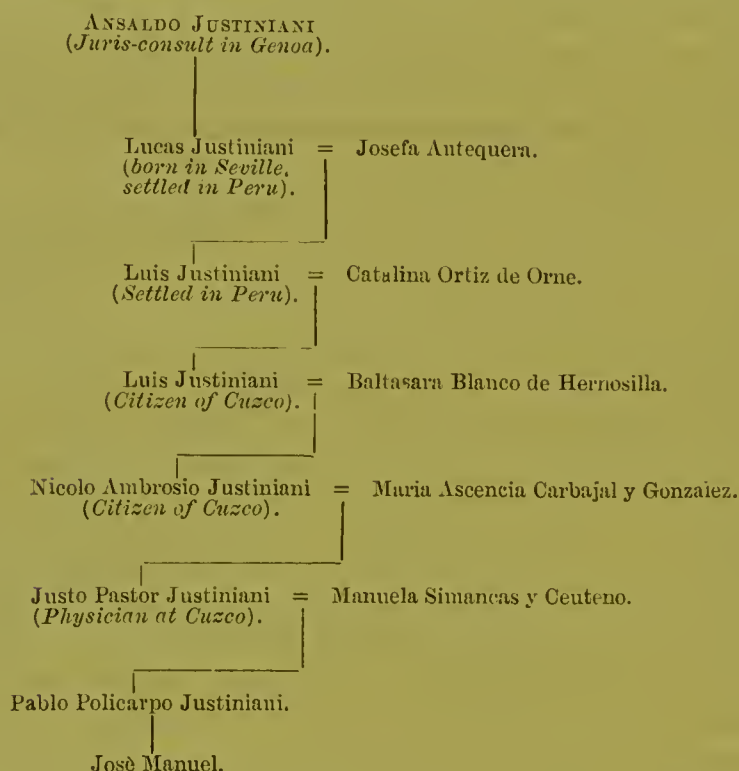 ANSALDO JUSTINIANI
(Juris-consult in Genoa).
Lucas Justiniani = Josefa Antequera.
(born in Seville,
settled in Peru).
Luis Justiniani = Catalina Ortiz de Orne.
(Settled in Peru).
Luis Justiniani = Baltasara Blanco de Hermosilla.
(Citizen of Cuzco).
Nicolo Ambrosio Justiniani = Maria Ascencia Carbajal y Gonzalez.
(Citizen of Cuzco).
Justo Pastor Justiniani = Manuela Simancas y Centeno.
(Physician at Cuzco).
Pablo Policarpo Justiniani.
Josè Manuel.